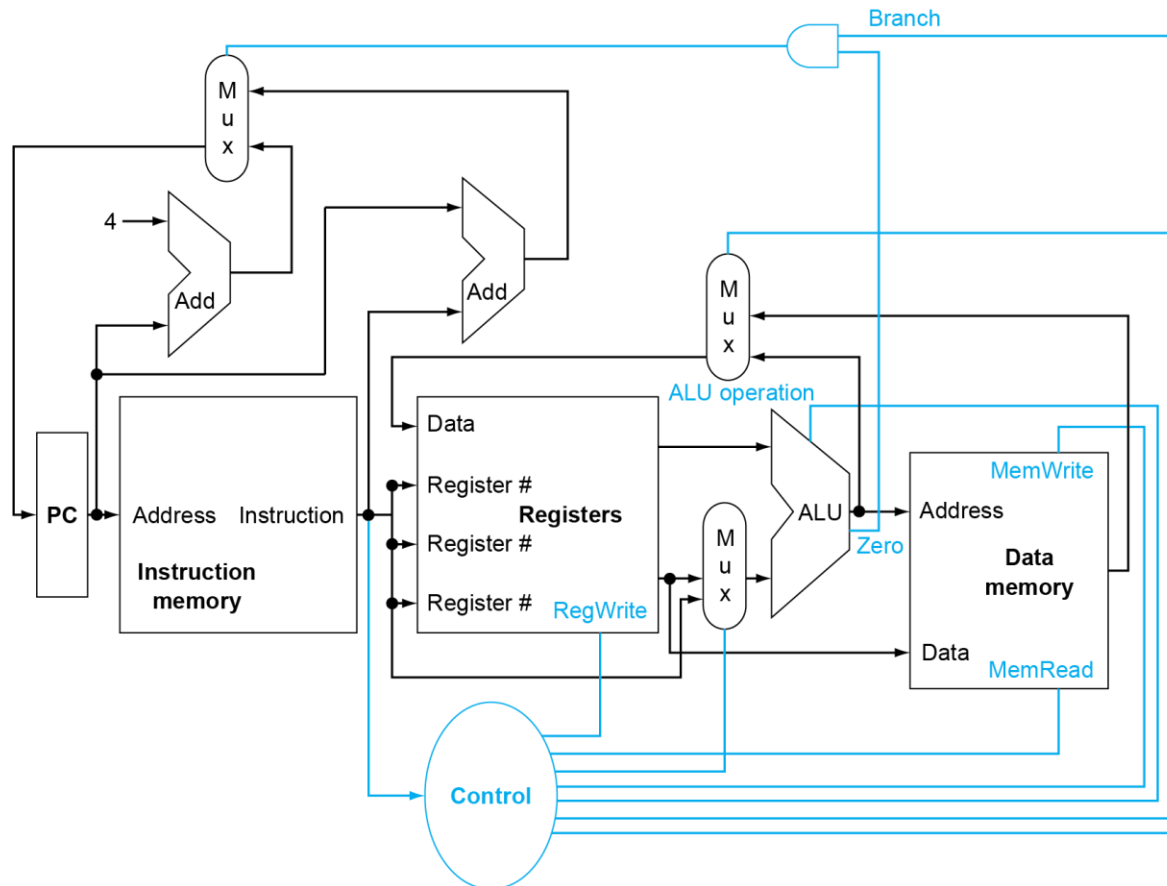 Branch
M
u
x
4
Add
Add
M
u
x
ALU operation
Data
Register #
Registers
Register #
Register #
RegWrite
PC
Address
Instruction
Instruction
memory
M
u
x
ALU
Zero
MemWrite
Address
Data
memory
Data
MemRead
Control